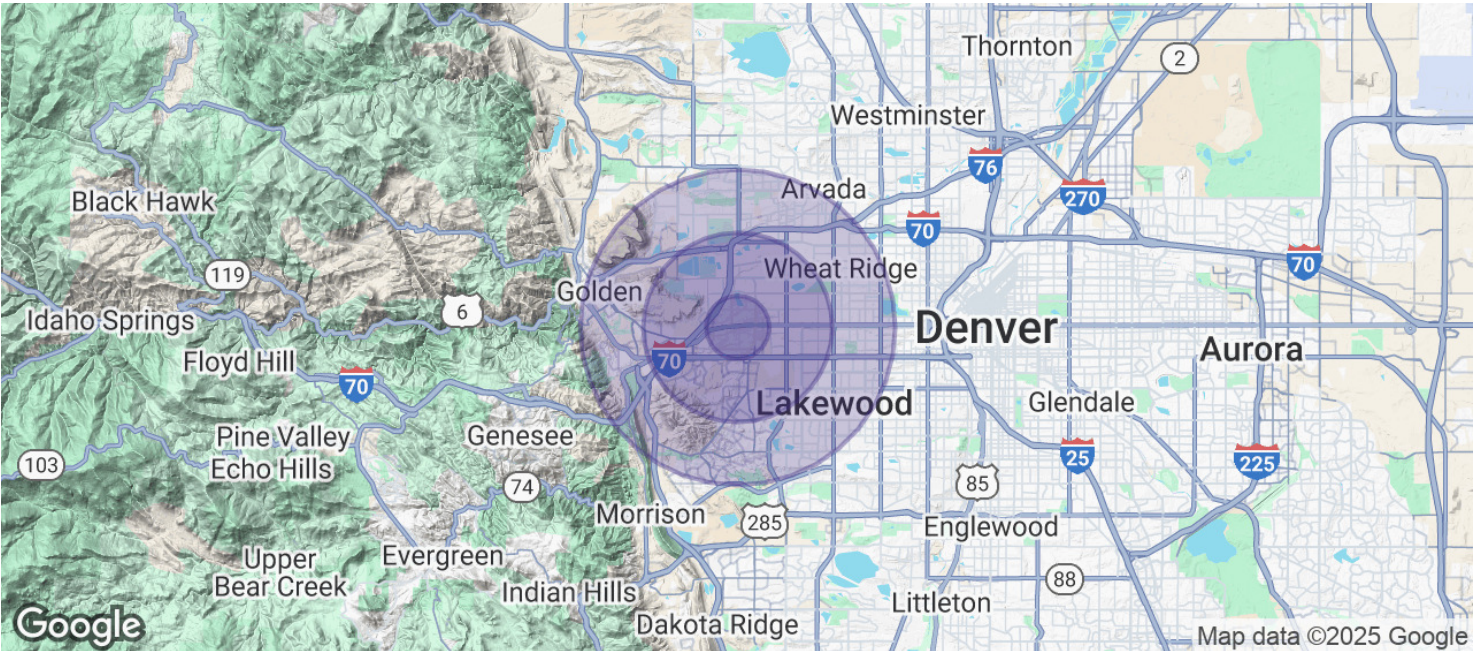 Thornton
2
Westminster
76
Arvada
270
Black Hawk
70
70
Wheat Ridge
119
Golden
6
Idaho Springs
Denver
Floyd Hill
70
Aurora
70
Lakewood
Glendale
Pine Valley
Genesee
25
103
Echo Hills
225
74
85
Morrison
285
Englewood
Upper
Bear Creek
Evergreen
88
Indian Hills
Littleton
Google
Dakota Ridge
Map data ©2025 Google